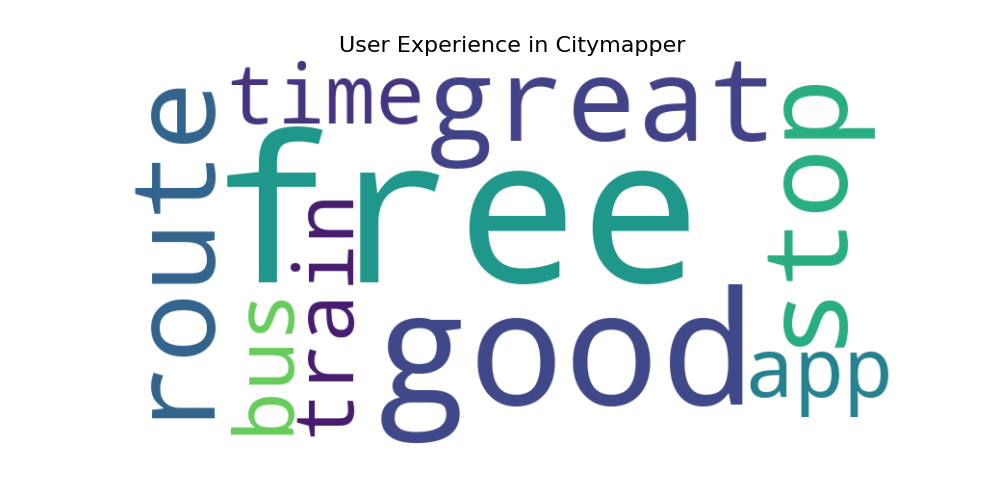 User Experience in Citymapper
time
great
route
free
stop
train
bus
good
app